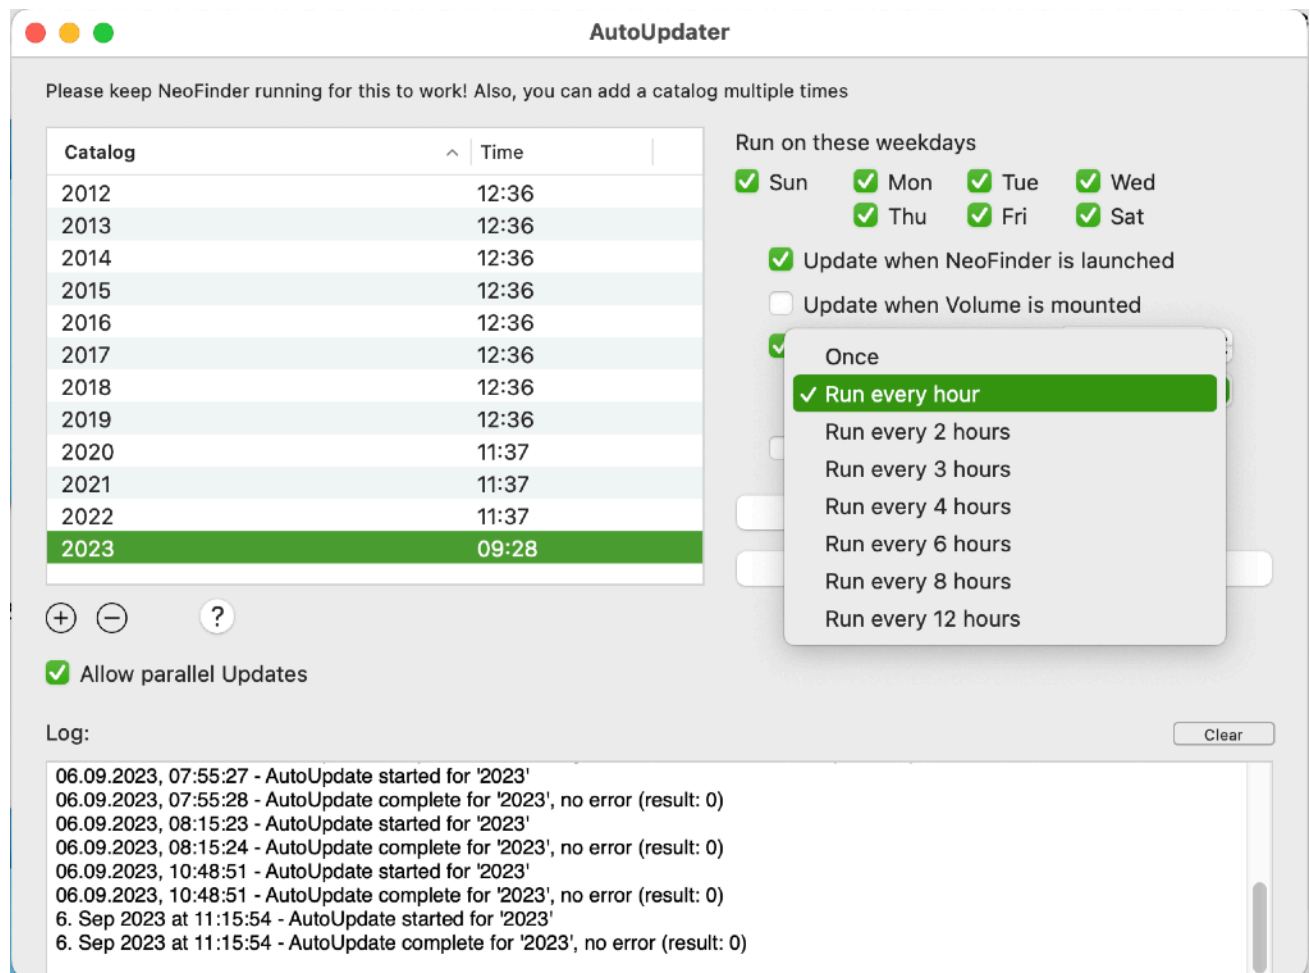 AutoUpdater
Please keep NeoFinder running for this to work! Also, you can add a catalog multiple times
Catalog Time
2012 12:36
2013 12:36
2014 12:36
2015 12:36
2016 12:36
2017 12:36
2018 12:36
2019 12:36
2020 11:37
2021 11:37
2022 11:37
2023 09:28
?
Allow parallel Updates
Run on these weekdays
Sun Mon Tue Wed
Thu Fri Sat
Update when NeoFinder is launched
Update when Volume is mounted
Once
Run every hour
Run every 2 hours
Run every 3 hours
Run every 4 hours
Run every 6 hours
Run every 8 hours
Run every 12 hours
Log:
Clear
06.09.2023, 07:55:27 - AutoUpdate started for '2023'
06.09.2023, 07:55:28 - AutoUpdate complete for '2023', no error (result: 0)
06.09.2023, 08:15:23 - AutoUpdate started for '2023'
06.09.2023, 08:15:24 - AutoUpdate complete for '2023', no error (result: 0)
06.09.2023, 10:48:51 - AutoUpdate started for '2023'
06.09.2023, 10:48:51 - AutoUpdate complete for '2023', no error (result: 0)
6. Sep 2023 at 11:15:54 - AutoUpdate started for '2023'
6. Sep 2023 at 11:15:54 - AutoUpdate complete for '2023', no error (result: 0)